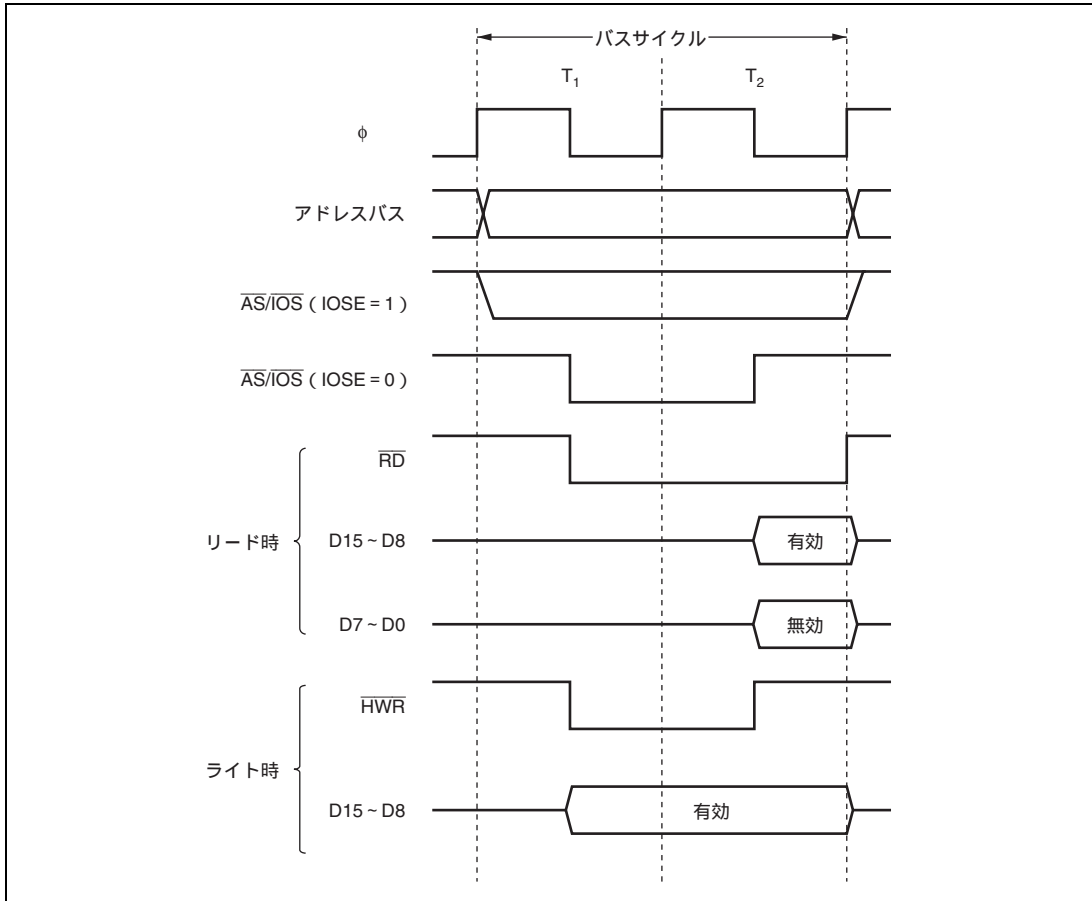 バスサイクル
T1 T2
φ
アドレスバス
AS/IOS ( IOSE = 1 )
AS/IOS ( IOSE = 0 )
RD
リード時 D15 ~ D8 有効
D7 ~ D0 無効
HWR
ライト時
D15 ~ D8 有効